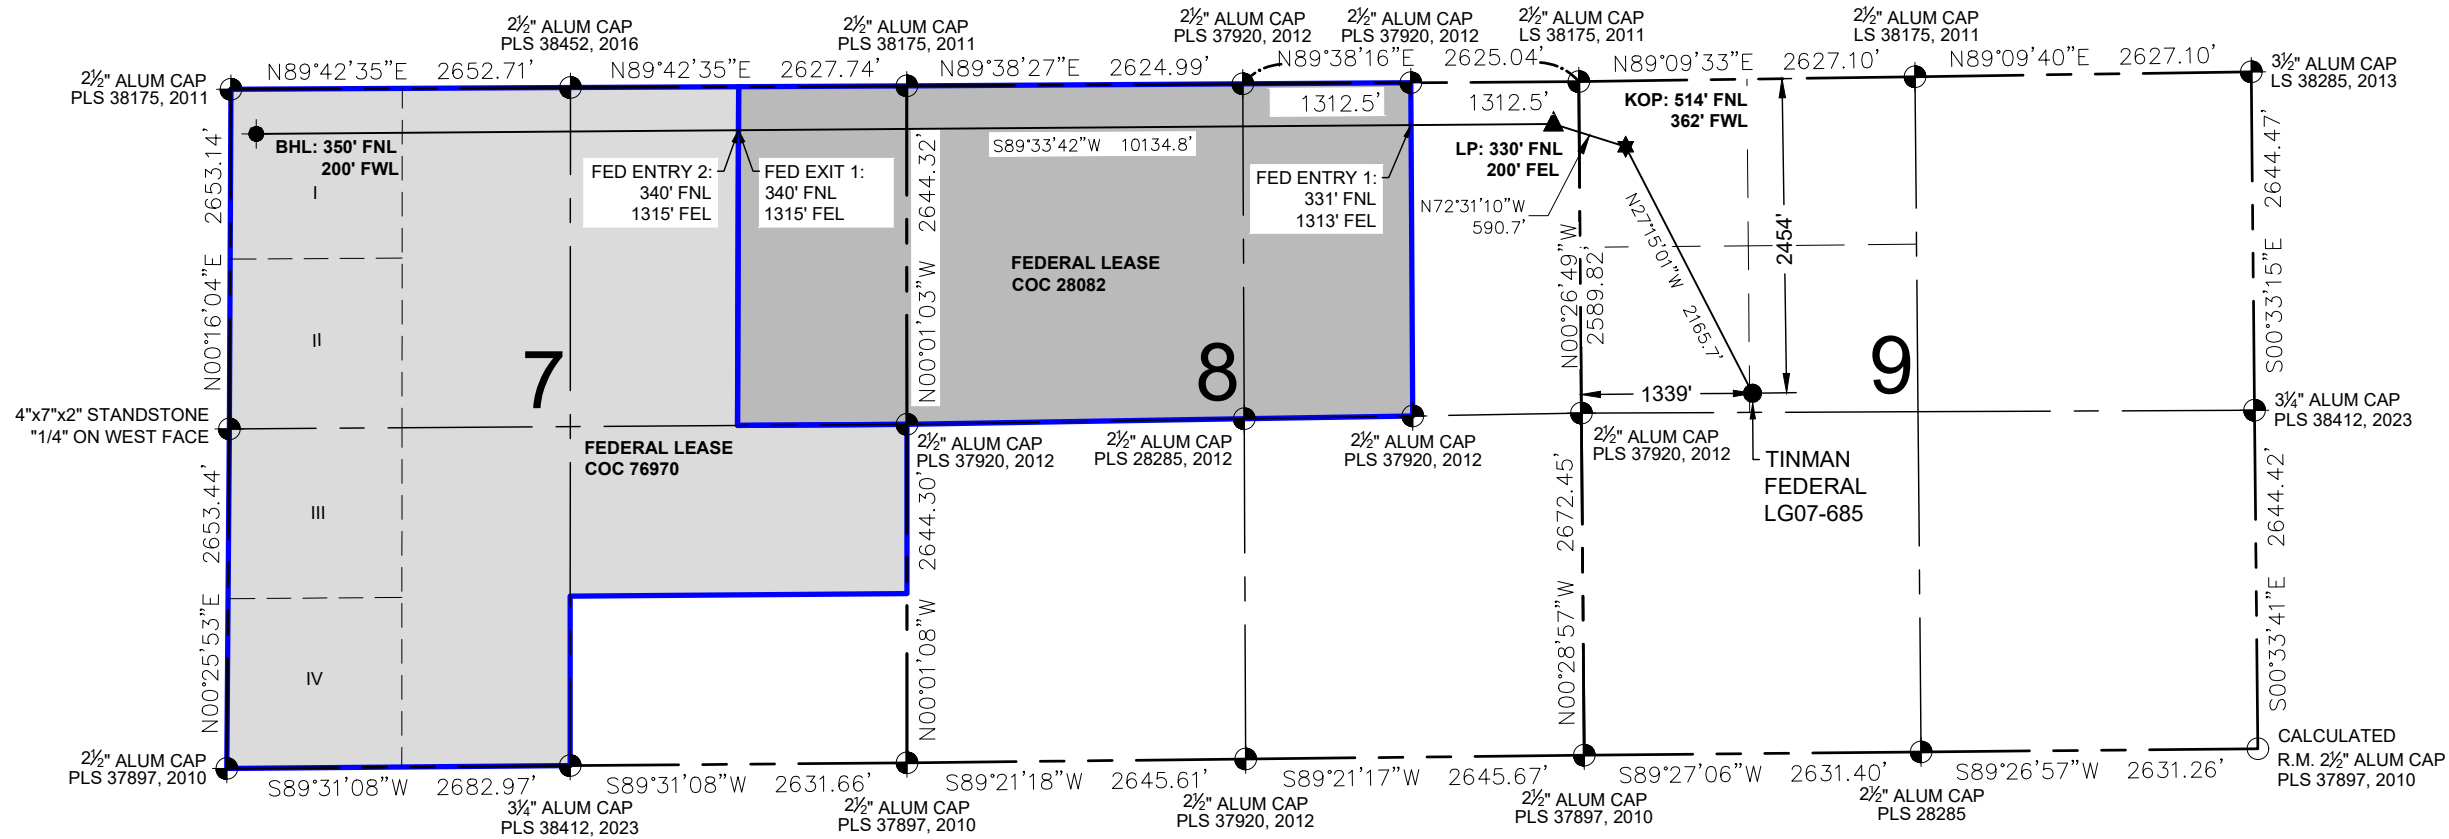 2½" ALUM CAP
PLS 38452, 2016
2½" ALUM CAP
PLS 38175, 2011
2½" ALUM CAP
PLS 37920, 2012
2½" ALUM CAP
PLS 37920, 2012
2½" ALUM CAP
LS 38175, 2011
2½" ALUM CAP
LS 38175, 2011
2½" ALUM CAP
PLS 38175, 2011
N89°42'35"E 2652.71'
N89°42'35"E 2627.74'
N89°38'27"E 2624.99'
N89°38'16"E 2625.04'
N89°09'33"E 2627.10'
N89°09'40"E 2627.10'
3½" ALUM CAP
LS 38285, 2013
1312.5'
1312.5'
KOP: 514' FNL
362' FWL
BHL: 350' FNL
200' FWL
S89°33'42"W 10134.8'
LP: 330' FNL
200' FEL
FED ENTRY 2:
340' FNL
1315' FEL
FED EXIT 1:
340' FNL
1315' FEL
FED ENTRY 1:
331' FNL
1313' FEL
N72°31'10"W
590.7'
N27°15'01"W 2165.7'
2454'
1339'
N00°16'04"E 2653.14'
N00°01'03"W 2644.32'
N00°26'49"W
2589.82'
S00°33'15"E 2644.47'
I
II
III
IV
FEDERAL LEASE
COC 28082
7
8
9
4"x7"x2" STANDSTONE
"1/4" ON WEST FACE
FEDERAL LEASE
COC 76970
2½" ALUM CAP
PLS 37920, 2012
2½" ALUM CAP
PLS 28285, 2012
2½" ALUM CAP
PLS 37920, 2012
2½" ALUM CAP
PLS 37920, 2012
3¼" ALUM CAP
PLS 38412, 2023
TINMAN
FEDERAL
LG07-685
N00°25'53"E 2653.44'
N00°01'08"W 2644.30'
N00°28'57"W 2672.45'
S00°33'41"E 2644.42'
2½" ALUM CAP
PLS 37897, 2010
S89°31'08"W 2682.97'
S89°31'08"W 2631.66'
S89°21'18"W 2645.61'
S89°21'17"W 2645.67'
S89°27'06"W 2631.40'
S89°26'57"W 2631.26'
CALCULATED
R.M. 2½" ALUM CAP
PLS 37897, 2010
3¼" ALUM CAP
PLS 38412, 2023
2½" ALUM CAP
PLS 37897, 2010
2½" ALUM CAP
PLS 37920, 2012
2½" ALUM CAP
PLS 37897, 2010
2½" ALUM CAP
PLS 28285